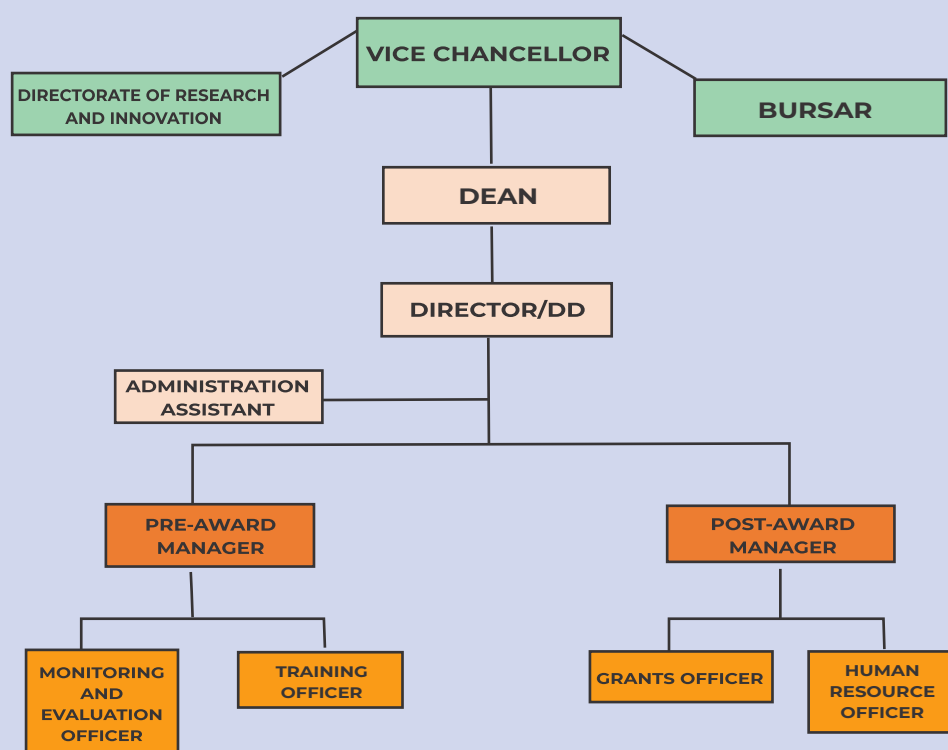 VICE CHANCELLOR
DIRECTORATE OF RESEARCH
AND INNOVATION
BURSAR
DEAN
DIRECTOR/DD
ADMINISTRATION
ASSISTANT
PRE-AWARD
MANAGER
POST-AWARD
MANAGER
MONITORING
AND
EVALUATION
OFFICER
TRAINING
OFFICER
GRANTS OFFICER
HUMAN
RESOURCE
OFFICER